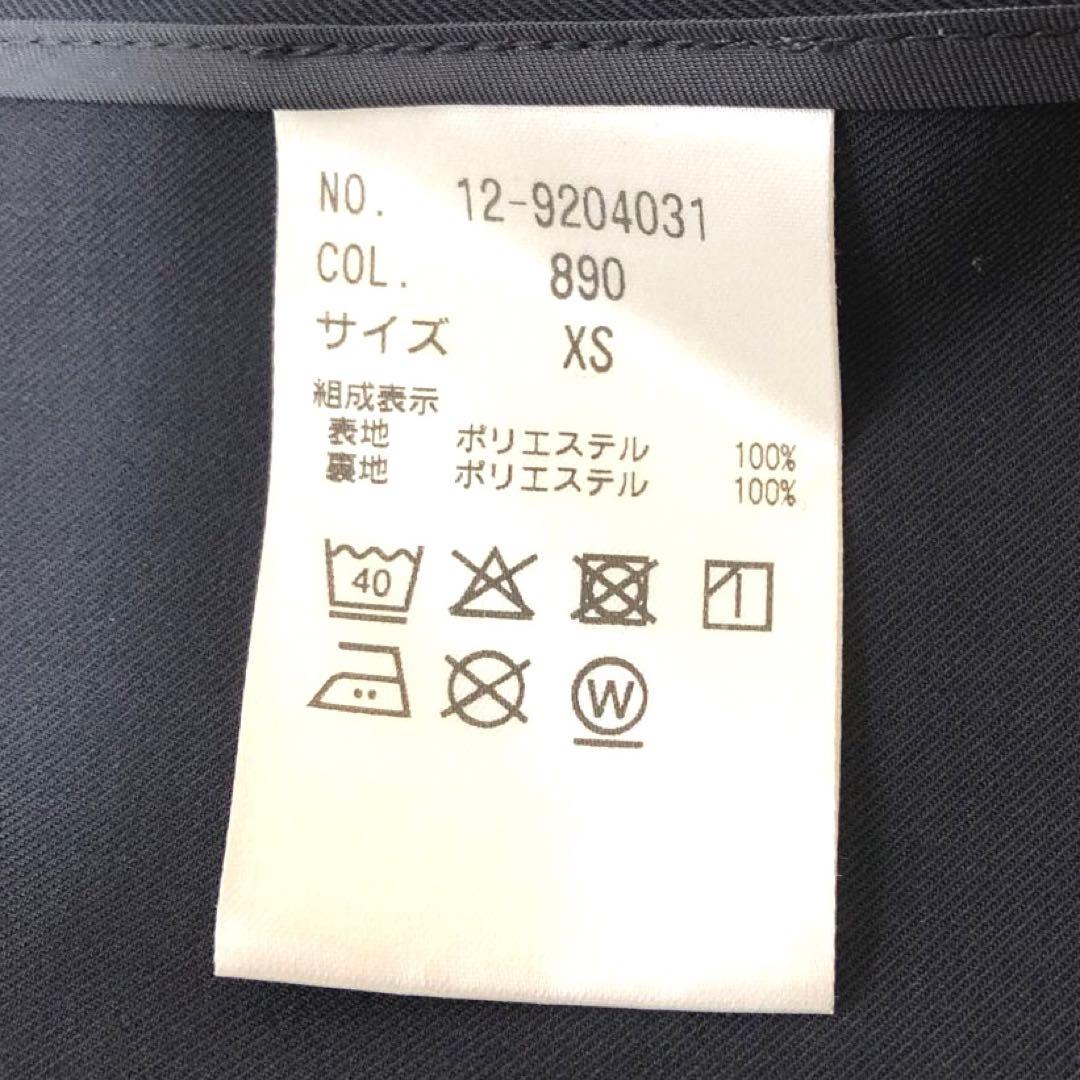 NO. 12-9204031
COL. 890
サイズ XS
組成表示
表地 ポリエステル 100%
裏地 ポリエステル 100%
40
W